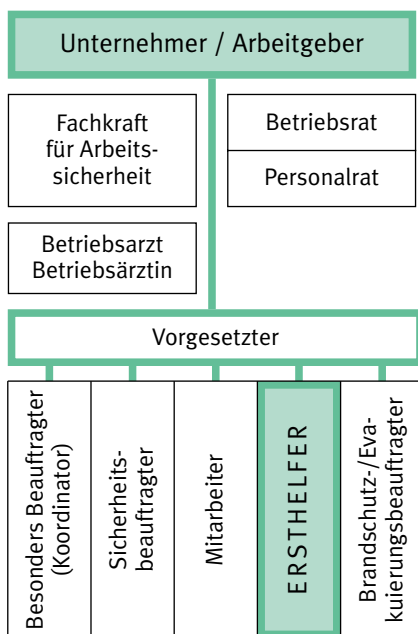 Unternehmer / Arbeitgeber
Fachkraft
für Arbeits-
sicherheit
Betriebsrat
Personalrat
Betriebsarzt
Betriebsärztin
Vorgesetzter
Besonders Beauftragter
(Koordinator)
Sicherheits-
beauftragter
Mitarbeiter
ERSTHELFER
Brandschutz-/Eva-
kuierungsbeauftragter